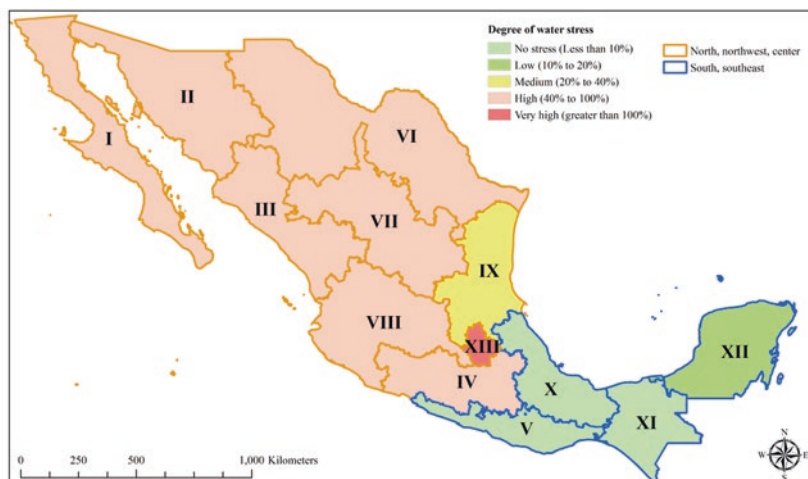 Degree of water stress
No stress (Less than 10%)
Low (10% to 20%)
Medium (20% to 40%)
High (40% to 100%)
Very high (greater than 100%)
North, northwest, center
South, southeast
I
II
III
VI
VII
IX
VIII
XIII
IV
X
V
XI
XII
N
W
E
S
0 250 500 1,000 Kilometers